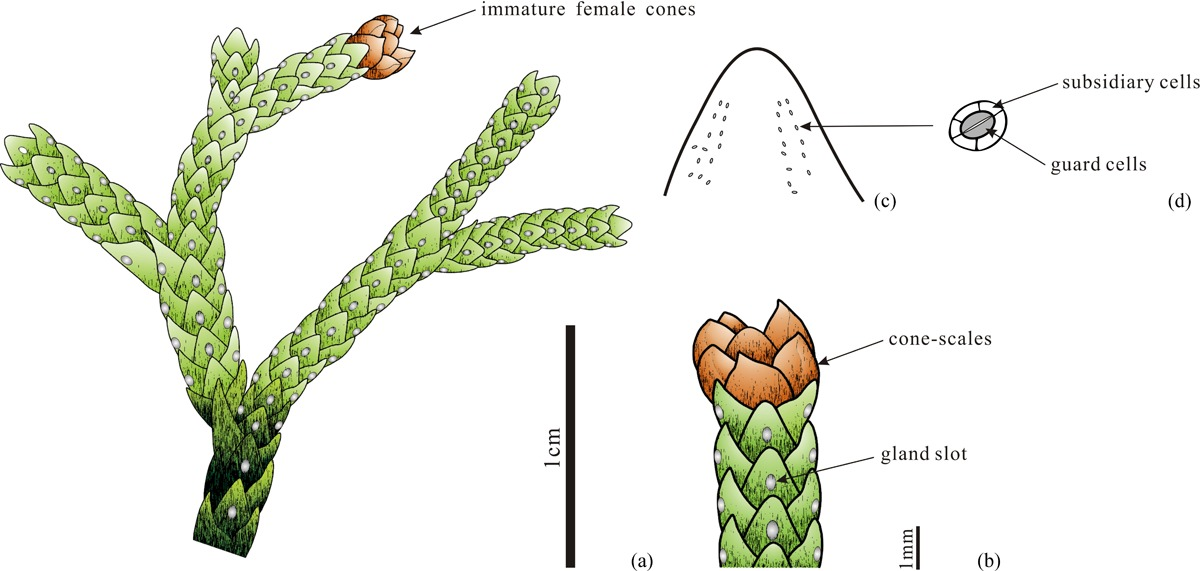 immature female cones
subsidiary cells
guard cells
(c)
(d)
cone-scales
gland slot
1cm
1mm
(a)
(b)